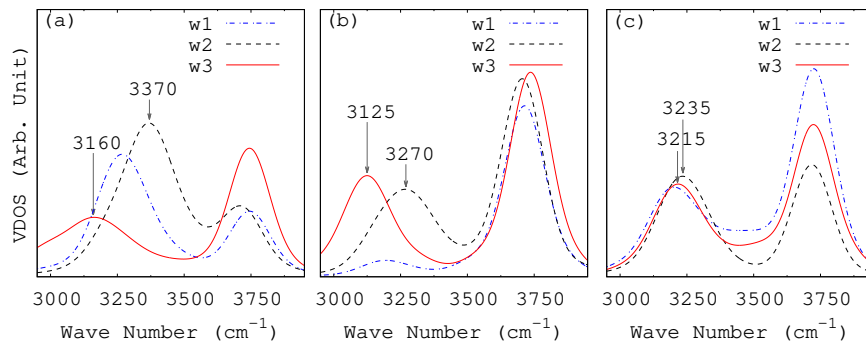 (a)
w1
w2
w3
3370
3160
3000 3250 3500 3750
Wave Number (cm⁻¹)
VDOS (Arb. Unit)
(b)
w1
w2
w3
3125
3270
3000 3250 3500 3750
Wave Number (cm⁻¹)
(c)
w1
w2
w3
3235
3215
3000 3250 3500 3750
Wave Number (cm⁻¹)